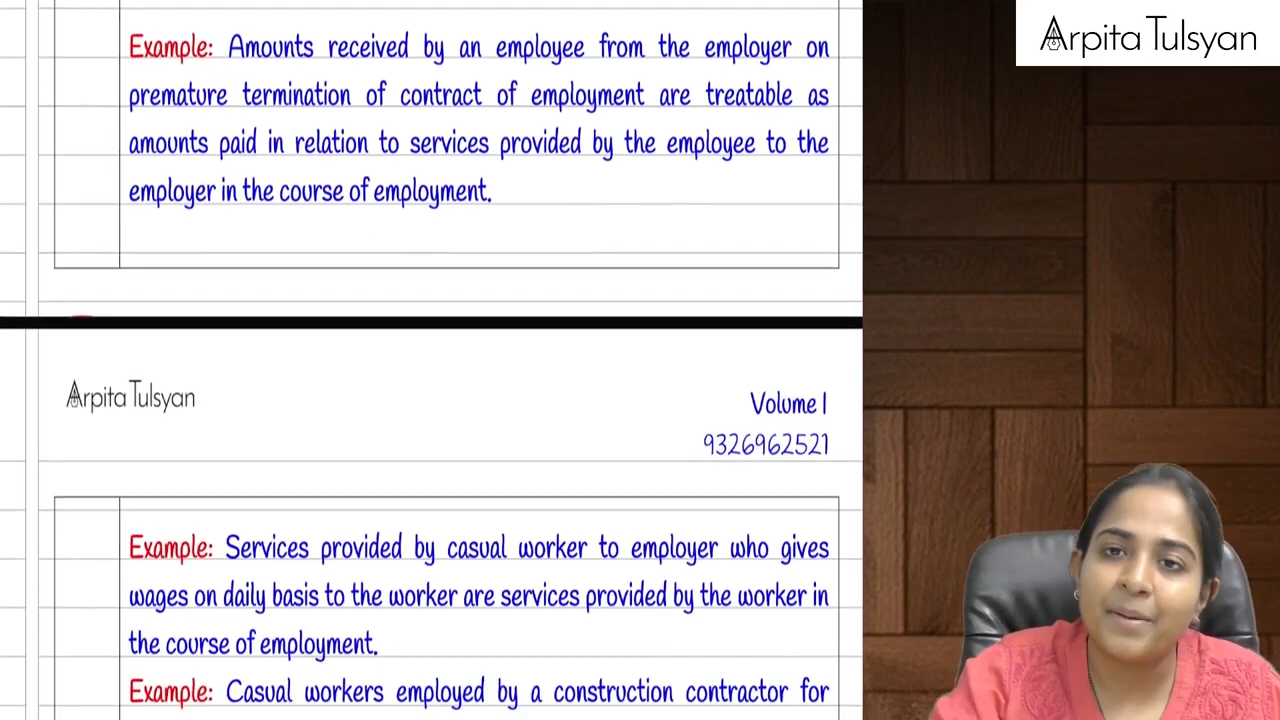 Arpita Tulsyan
Example: Amounts received by an employee from the employer on
premature termination of contract of employment are treatable as
amounts paid in relation to services provided by the employee to the
employer in the course of employment.
Arpita Tulsyan
Volume I
9326962521
Example: Services provided by casual worker to employer who gives
wages on daily basis to the worker are services provided by the worker in
the course of employment.
Example: Casual workers employed by a construction contractor for